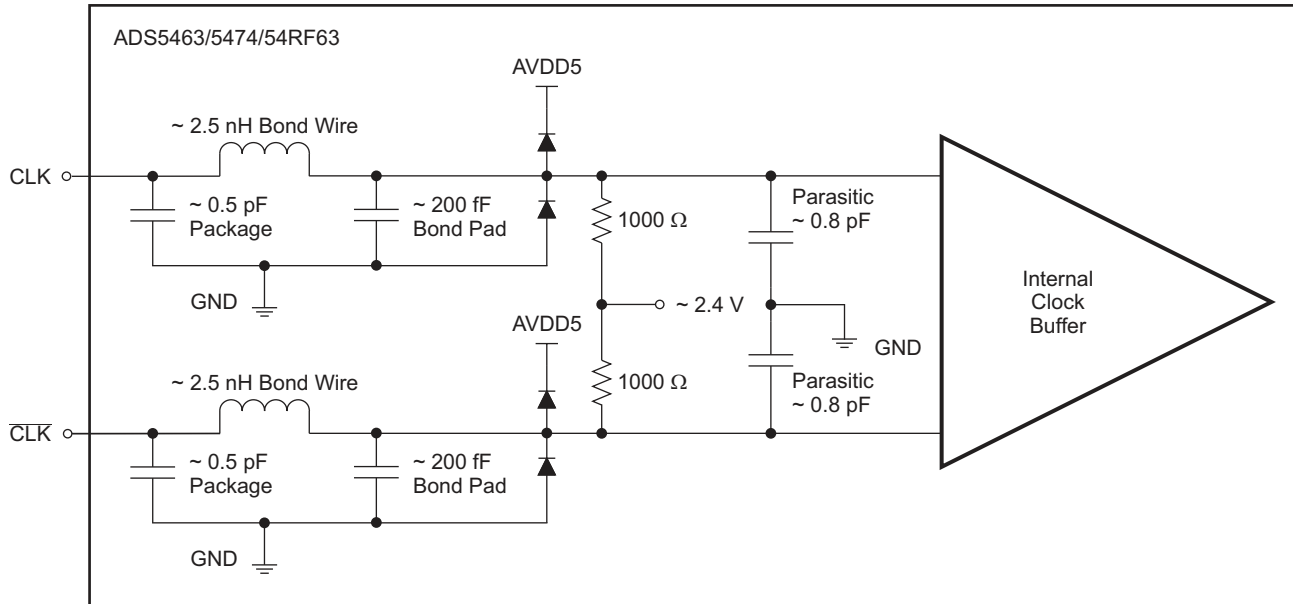 ADS5463/5474/54RF63
AVDD5
~ 2.5 nH Bond Wire
CLK
~ 0.5 pF
Package
~ 200 fF
Bond Pad
1000 Ω
Parasitic
~ 0.8 pF
GND
~ 2.4 V
Internal
Clock
Buffer
AVDD5
GND
~ 2.5 nH Bond Wire
1000 Ω
Parasitic
~ 0.8 pF
CLK
~ 0.5 pF
Package
~ 200 fF
Bond Pad
GND